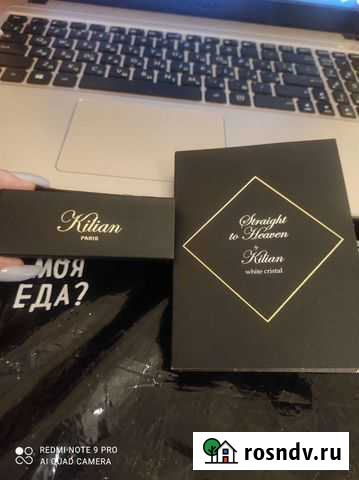 Kilian
PARIS
Straight
to Heaven
by
Kilian
white cristal
МОЯ
ЕДА?
REDMI NOTE 9 PRO
AI QUAD CAMERA
rosndv.ru